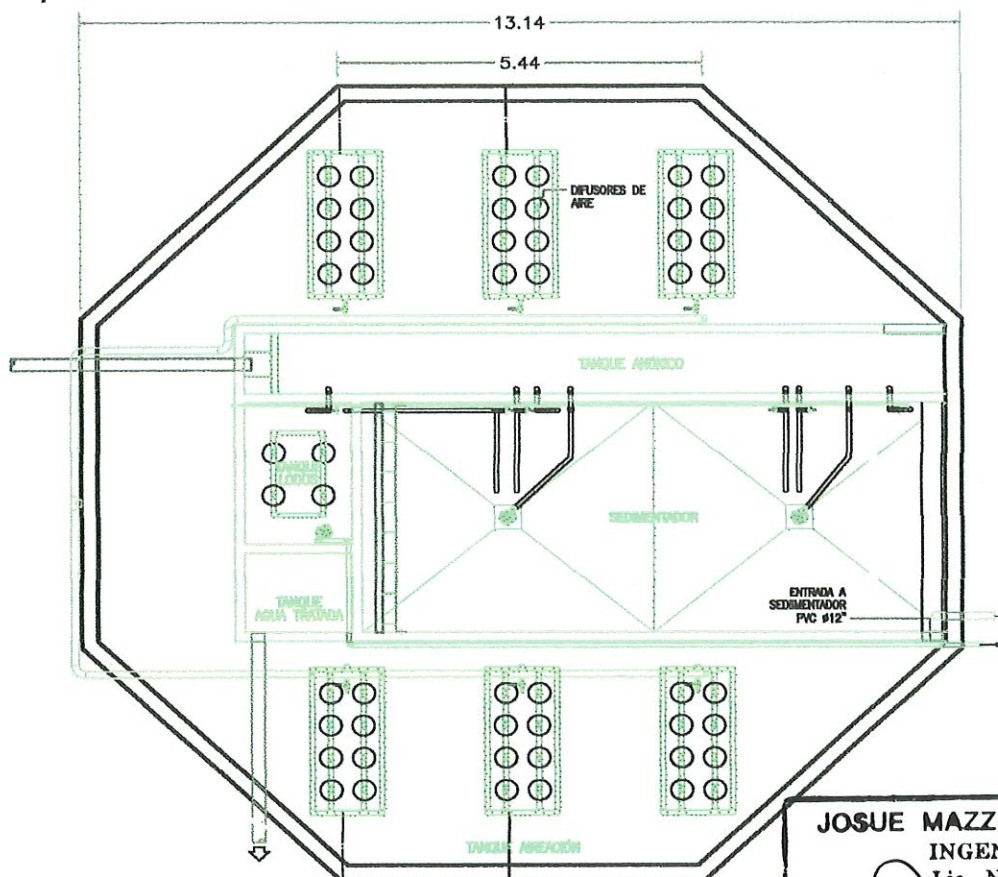 13.14
5.44
DIFUSORES DE
AIRE
TANQUE ANÓXICO
TANQUE
LODOS
SEDIMENTADOR
ENTRADA A
SEDIMENTADOR
PVC Ø12"
TANQUE
AGUA TRATADA
TANQUE AIREACIÓN
JOSUE MAZZ
INGEN
Lic. N